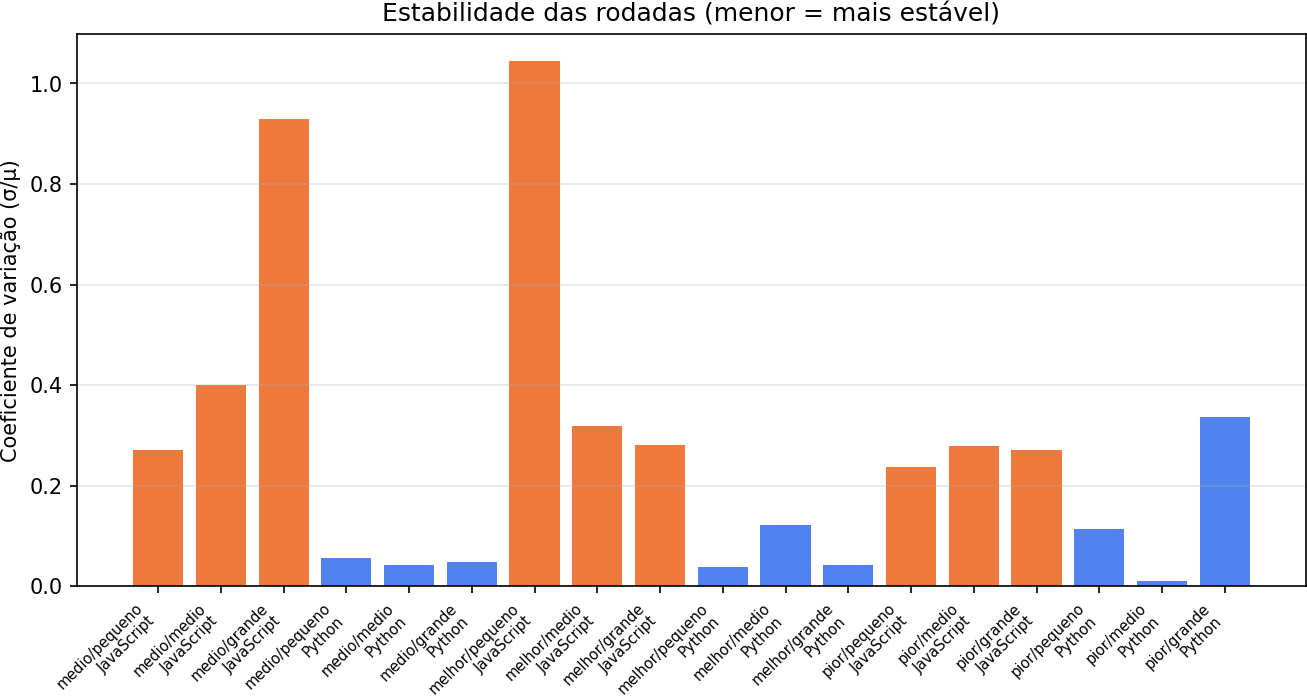 Estabilidade das rodadas (menor = mais estável)
Coeficiente de variação (σ/μ)
1.0
0.8
0.6
0.4
0.2
0.0
medio/pequeno
JavaScript
medio/medio
JavaScript
medio/grande
JavaScript
medio/pequeno
Python
medio/medio
Python
medio/grande
Python
melhor/pequeno
JavaScript
melhor/medio
JavaScript
melhor/grande
JavaScript
melhor/pequeno
Python
melhor/medio
Python
melhor/grande
Python
pior/pequeno
JavaScript
pior/medio
JavaScript
pior/grande
JavaScript
pior/pequeno
Python
pior/medio
Python
pior/grande
Python